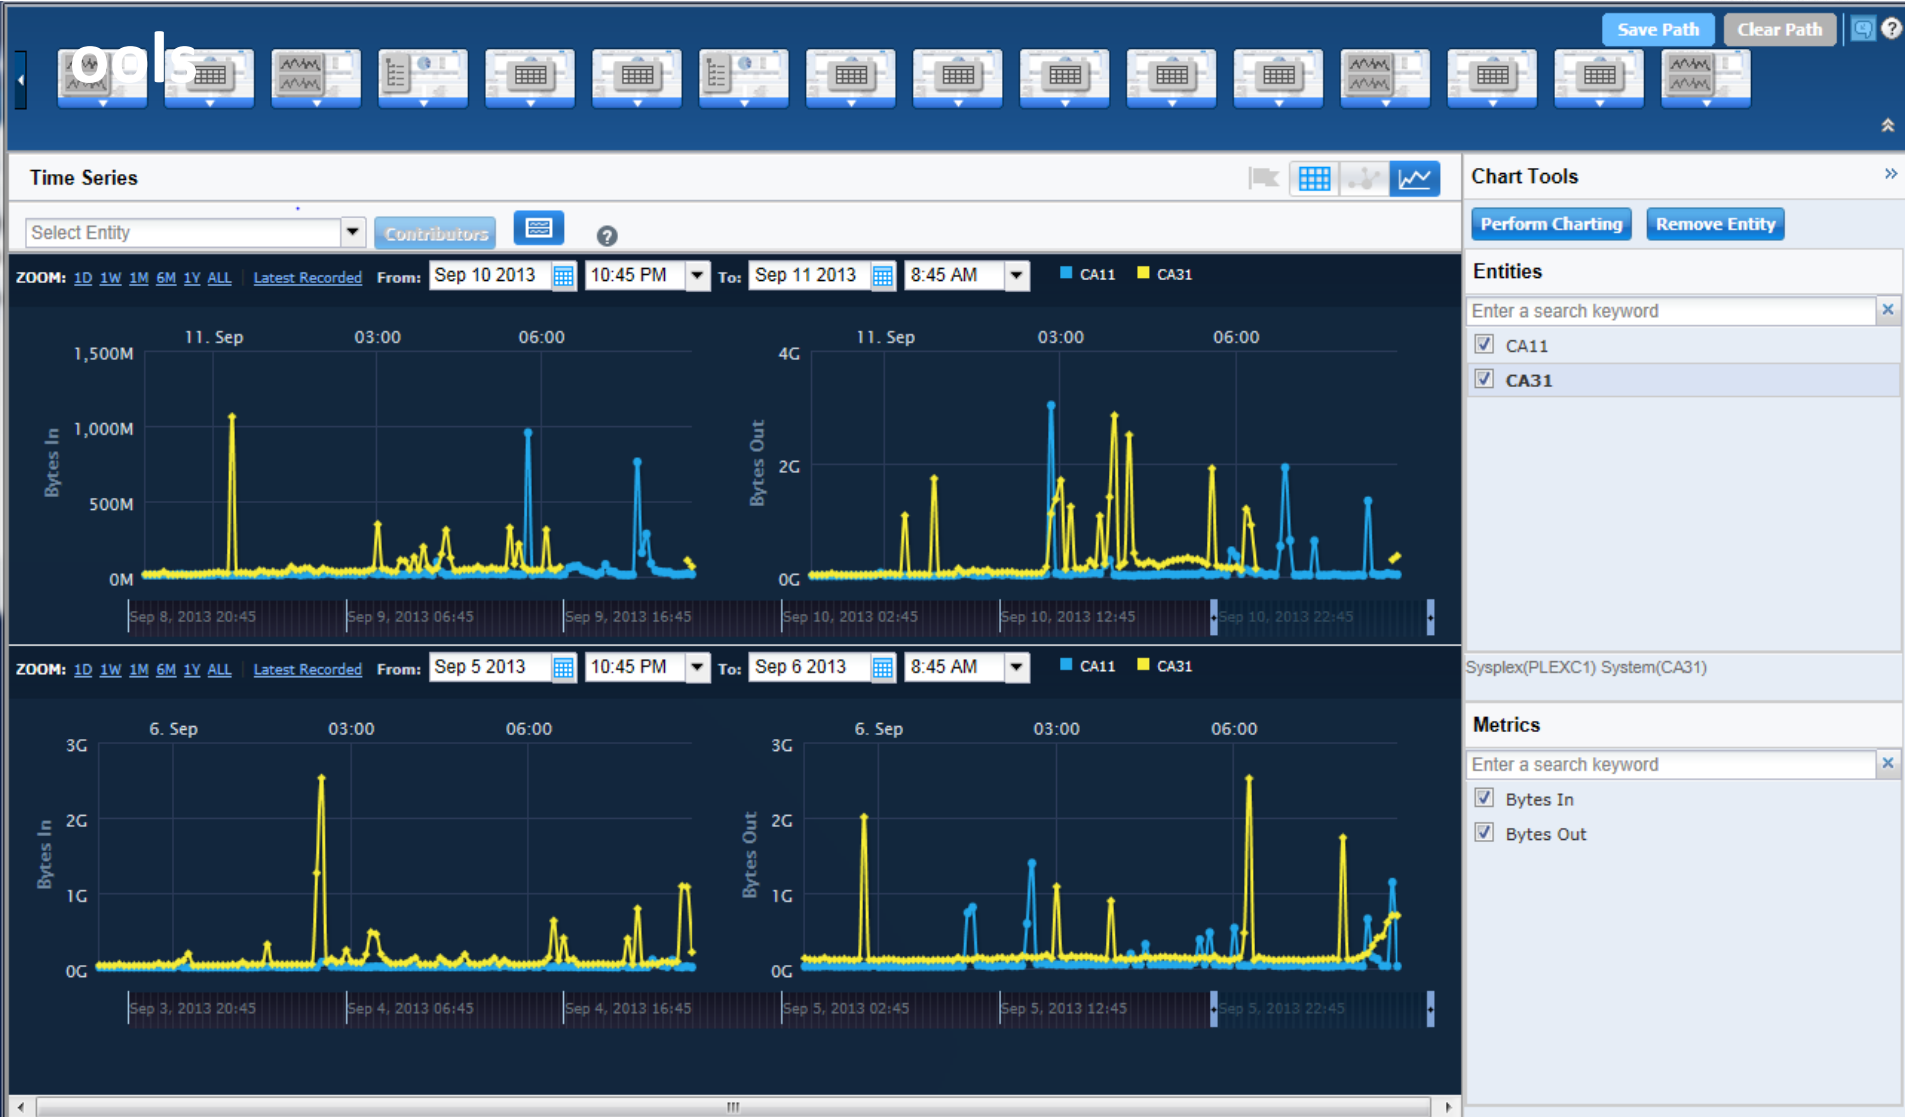 Save Path Clear Path ?
ools
Time Series
Chart Tools
Select Entity Contributors ?
Perform Charting Remove Entity
ZOOM: 1D 1W 1M 6M 1Y ALL Latest Recorded From: Sep 10 2013 10:45 PM To: Sep 11 2013 8:45 AM CA11 CA31
Entities
Enter a search keyword
CA11
CA31
11. Sep 03:00 06:00
1,500M
1,000M
500M
0M
Bytes In
11. Sep 03:00 06:00
4G
2G
0G
Bytes Out
Sep 8, 2013 20:45 Sep 9, 2013 06:45 Sep 9, 2013 16:45 Sep 10, 2013 02:45 Sep 10, 2013 12:45 Sep 10, 2013 22:45
ZOOM: 1D 1W 1M 6M 1Y ALL Latest Recorded From: Sep 5 2013 10:45 PM To: Sep 6 2013 8:45 AM CA11 CA31
Sysplex(PLEXC1) System(CA31)
Metrics
Enter a search keyword
Bytes In
Bytes Out
6. Sep 03:00 06:00
3G
2G
1G
0G
Bytes In
6. Sep 03:00 06:00
3G
2G
1G
0G
Bytes Out
Sep 3, 2013 20:45 Sep 4, 2013 06:45 Sep 4, 2013 16:45 Sep 5, 2013 02:45 Sep 5, 2013 12:45 Sep 5, 2013 22:45